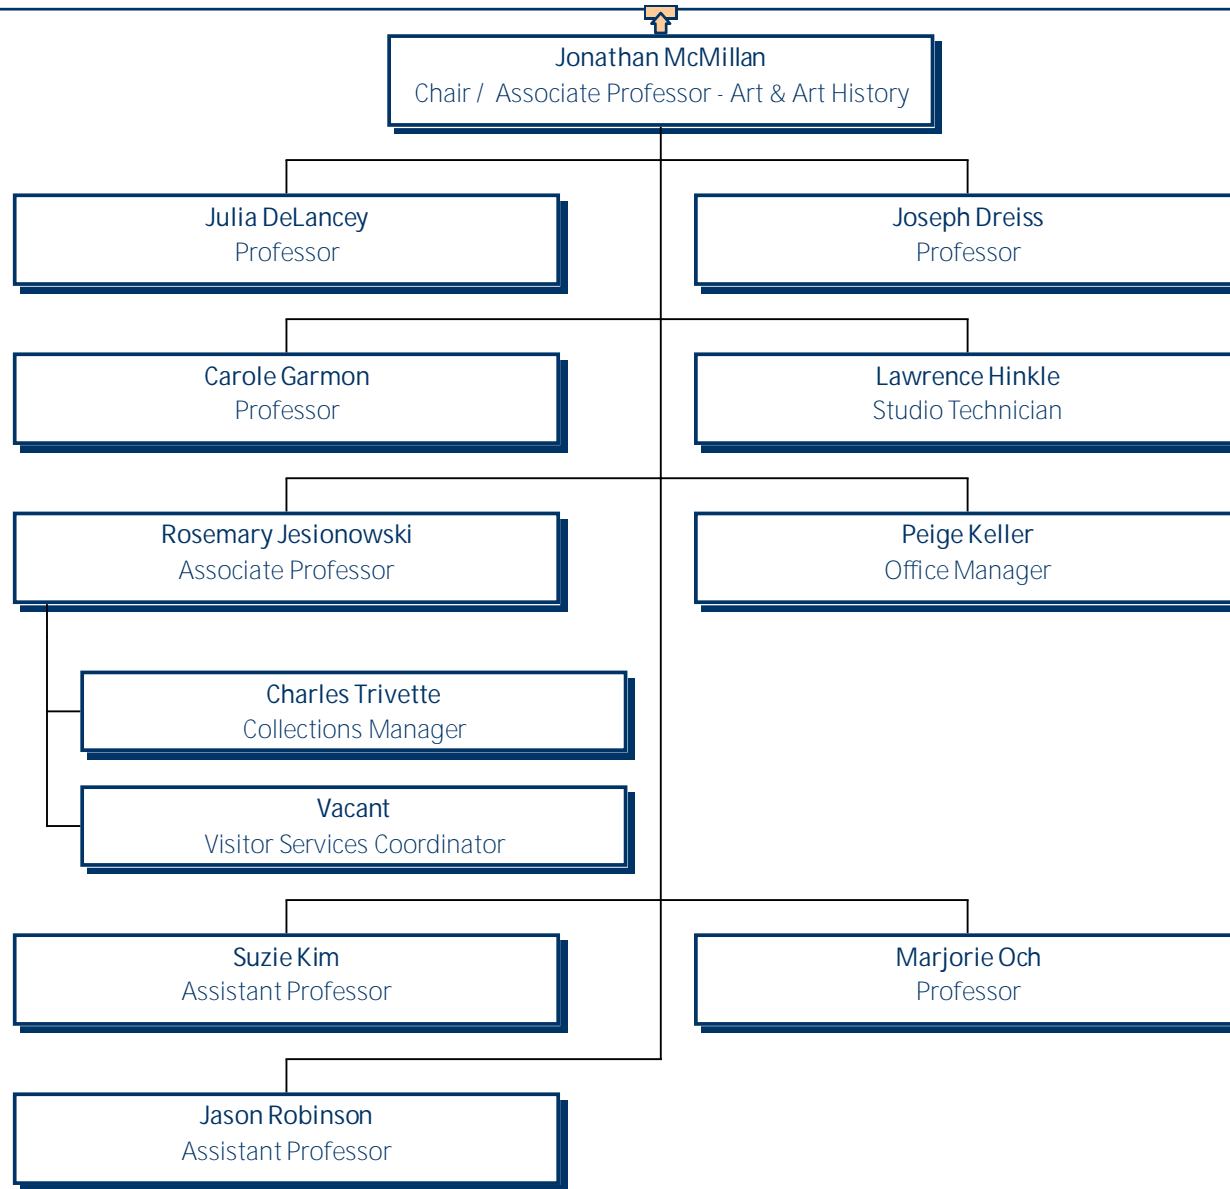 Jonathan McMillan
Chair / Associate Professor - Art & Art History
Julia DeLancey
Professor
Joseph Dreiss
Professor
Carole Garmon
Professor
Lawrence Hinkle
Studio Technician
Rosemary Jesionowski
Associate Professor
Peige Keller
Office Manager
Charles Trivette
Collections Manager
Vacant
Visitor Services Coordinator
Suzie Kim
Assistant Professor
Marjorie Och
Professor
Jason Robinson
Assistant Professor